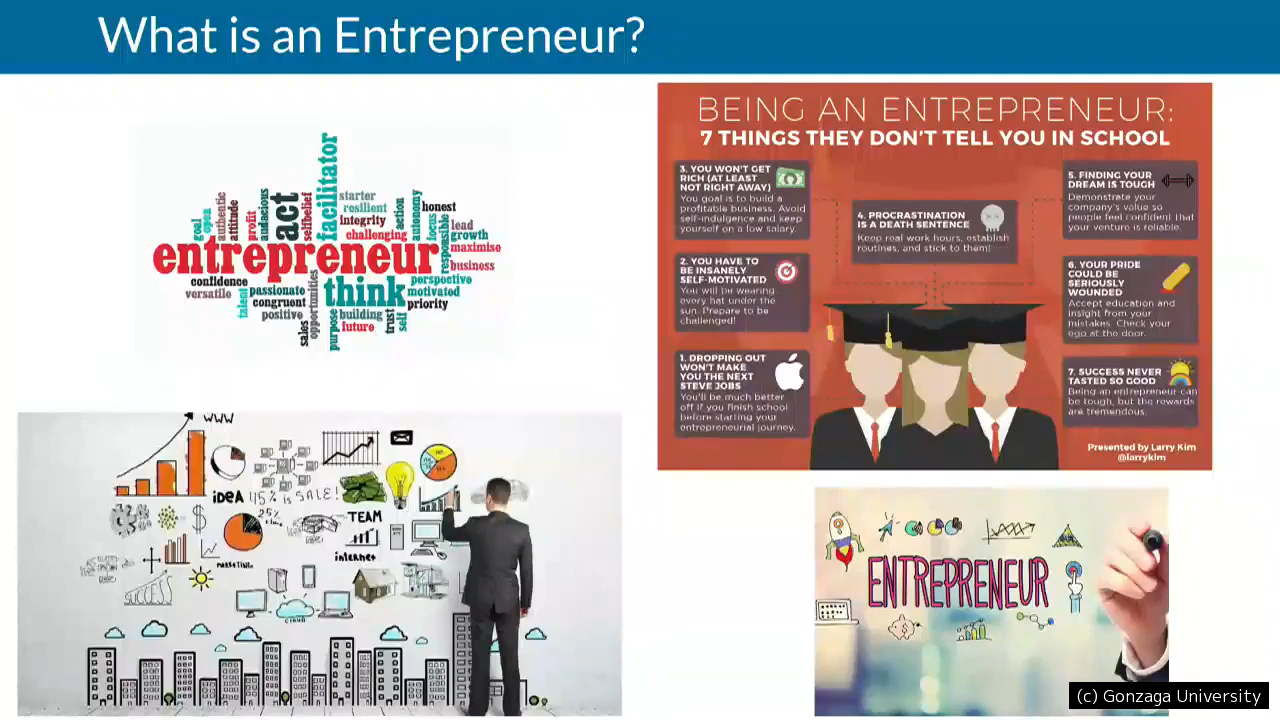 What is an Entrepreneur?
facilitator
act
authentic
open
goal
attitude
profit
audacious
selfbelief
starter
resilient
integrity
challenging
action
autonomy
focus
responsible
honest
lead
growth
maximise
entrepreneur
business
confidence
versatile
talent
passionate
congruent
positive
opportunities
sales
think
perspective
motivated
priority
purpose
building
future
trust
self
BEING AN ENTREPRENEUR:
7 THINGS THEY DON'T TELL YOU IN SCHOOL
3. YOU WON'T GET
RICH (AT LEAST
NOT RIGHT AWAY)
You goal is to build a
profitable business. Avoid
self-indulgence and keep
yourself on a low salary.
2. YOU HAVE TO
BE INSANELY
SELF-MOTIVATED
You will be wearing
every hat under the
sun. Prepare to be
challenged!
1. DROPPING OUT
WON'T MAKE
YOU THE NEXT
STEVE JOBS
You'll be much better
off if you finish school
before starting your
entrepreneurial journey.
4. PROCRASTINATION
IS A DEATH SENTENCE
Keep real work hours, establish
routines, and stick to them!
5. FINDING YOUR
DREAM IS TOUGH
Demonstrate your
company's value so
people feel confident that
your venture is reliable.
6. YOUR PRIDE
COULD BE
SERIOUSLY
WOUNDED
Accept education and
insight from your
mistakes. Check your
ego at the door.
7. SUCCESS NEVER
TASTED SO GOOD
Being an entrepreneur can
be tough, but the rewards
are tremendous.
Presented by Larry Kim
@larrykim
WWW
iDEA
45% is SALE!
25%
TEAM
internet
MARKETING
CLOUD
ENTREPRENEUR
(c) Gonzaga University